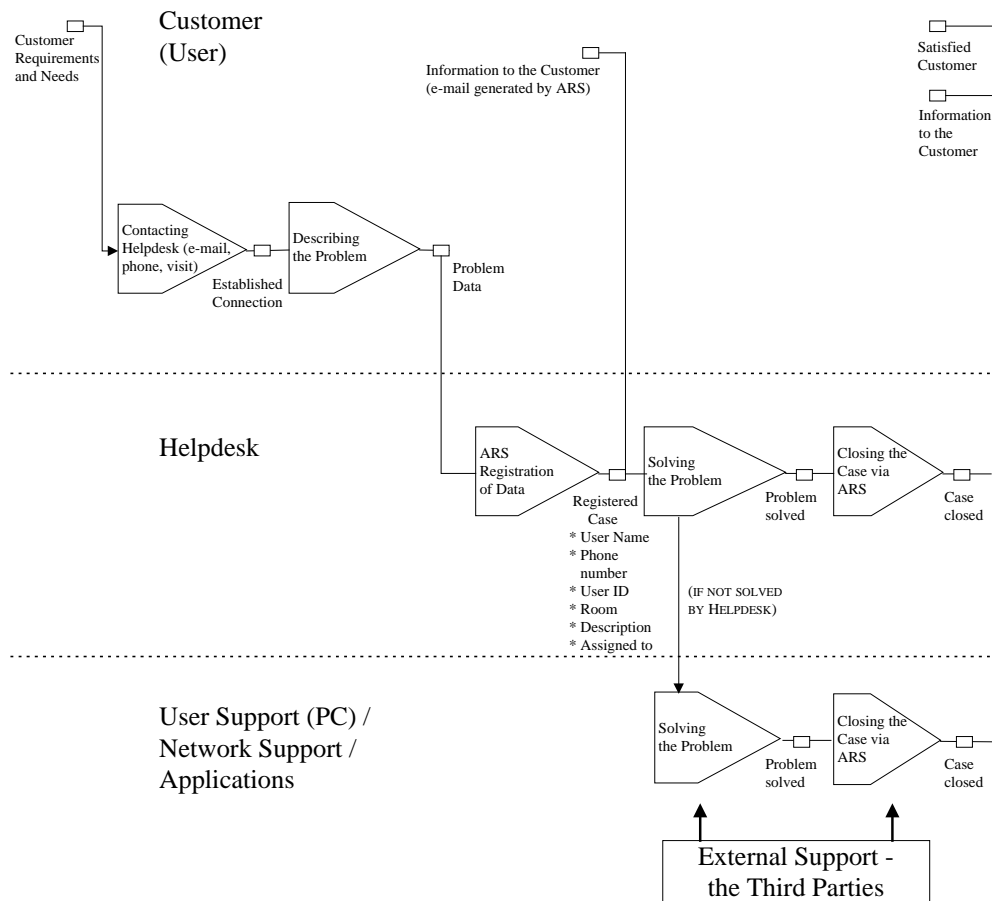 Customer
(User)
Customer
Requirements
and Needs
Information to the Customer
(e-mail generated by ARS)
Satisfied
Customer
Information
to the
Customer
Contacting
Helpdesk (e-mail,
phone, visit)
Established
Connection
Describing
the Problem
Problem
Data
Helpdesk
ARS
Registration
of Data
Registered
Case
* User Name
* Phone
number
* User ID
* Room
* Description
* Assigned to
Solving
the Problem
Problem
solved
Closing the
Case via
ARS
Case
closed
(IF NOT SOLVED
BY HELPDESK)
User Support (PC) /
Network Support /
Applications
Solving
the Problem
Problem
solved
Closing the
Case via
ARS
Case
closed
External Support -
the Third Parties